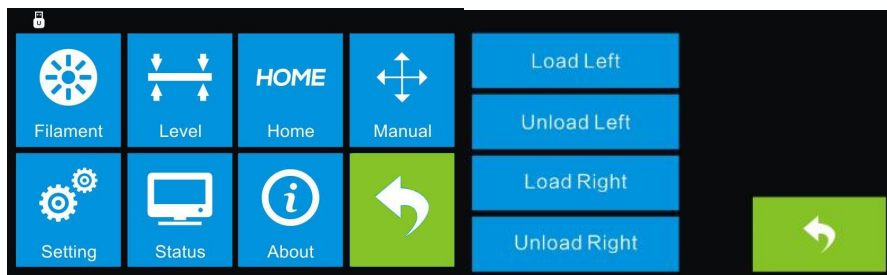 U
HOME
Filament
Level
Home
Manual
Setting
Status
About
Load Left
Unload Left
Load Right
Unload Right